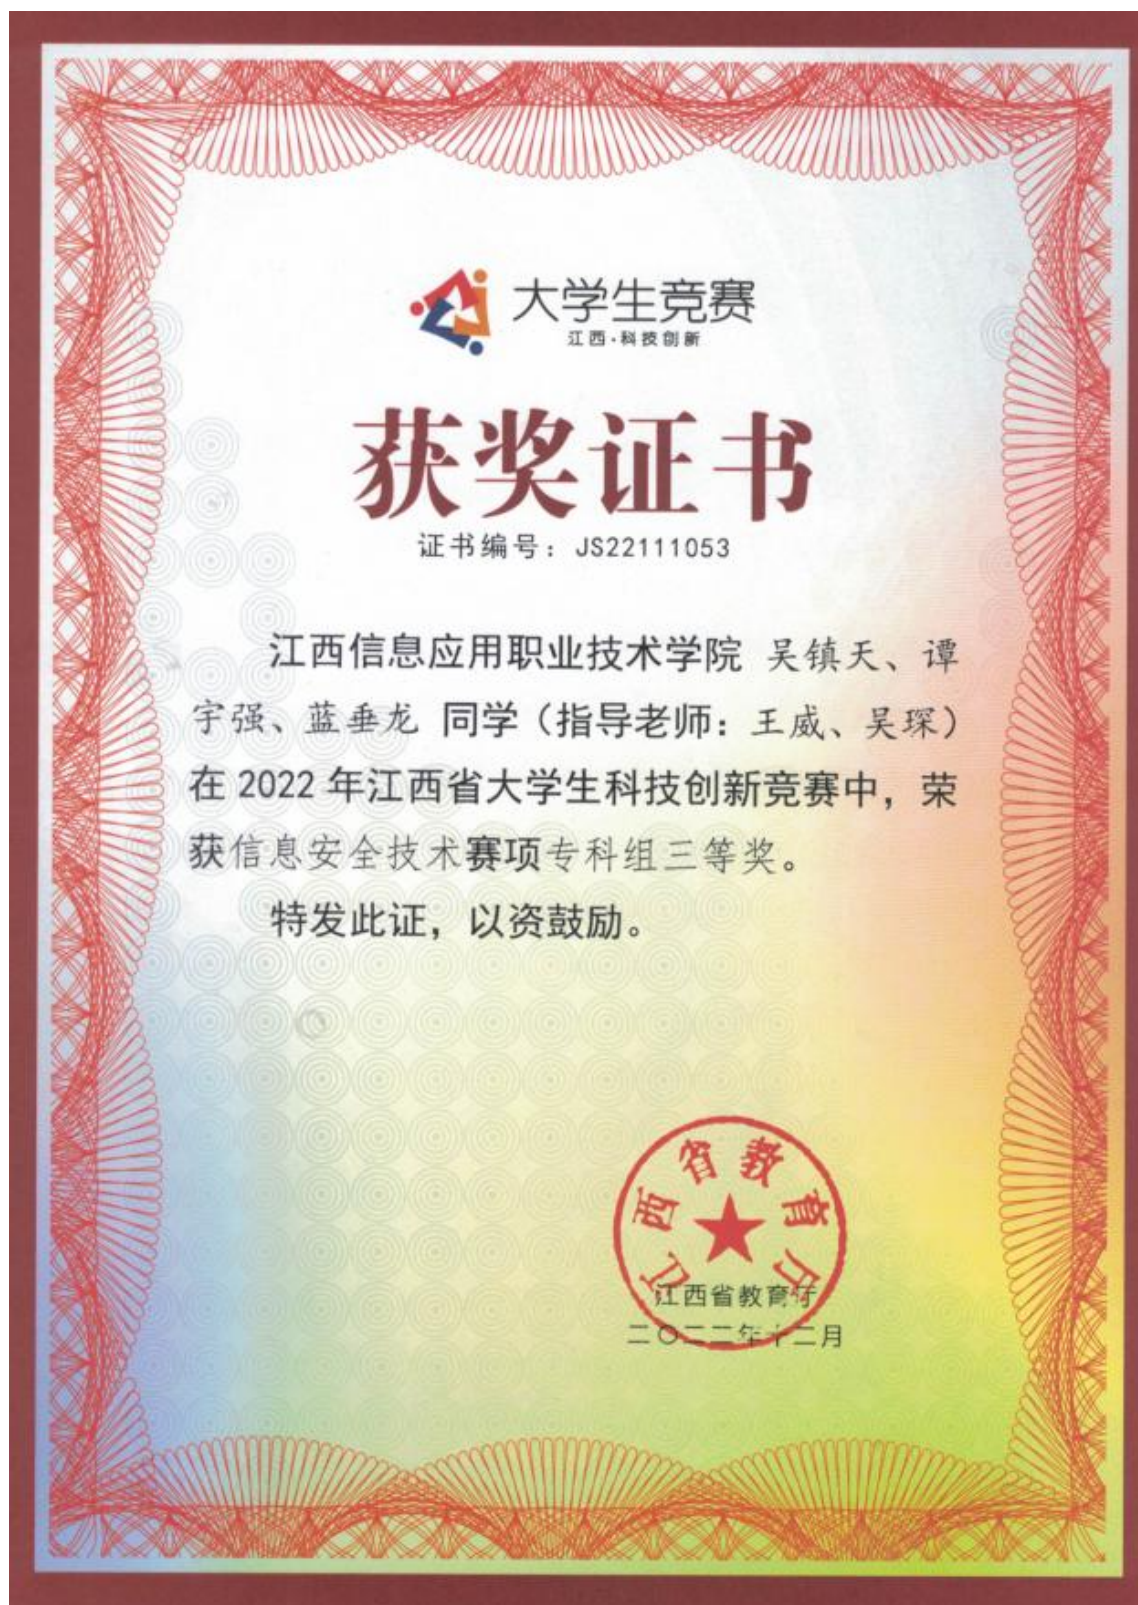 大学生竞赛
江西·科技创新
获奖证书
证书编号：JS22111053
江西信息应用职业技术学院 吴镇天、谭
宇强、蓝垂龙 同学（指导老师：王威、吴琛）
在 2022 年江西省大学生科技创新竞赛中，荣
获信息安全技术赛项专科组三等奖。
特发此证，以资鼓励。
江西省教育厅
江西省教育厅
二〇二二年十二月